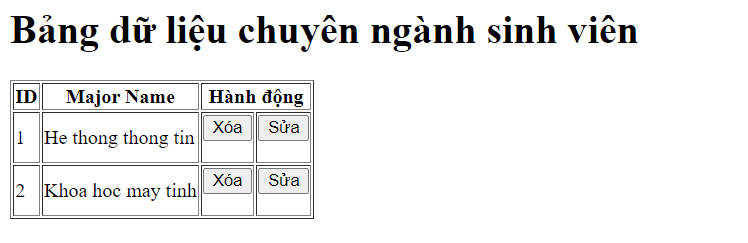 Bảng dữ liệu chuyên ngành sinh viên
ID Major Name Hành động
1 He thong thong tin Xóa Sửa
2 Khoa hoc may tinh Xóa Sửa